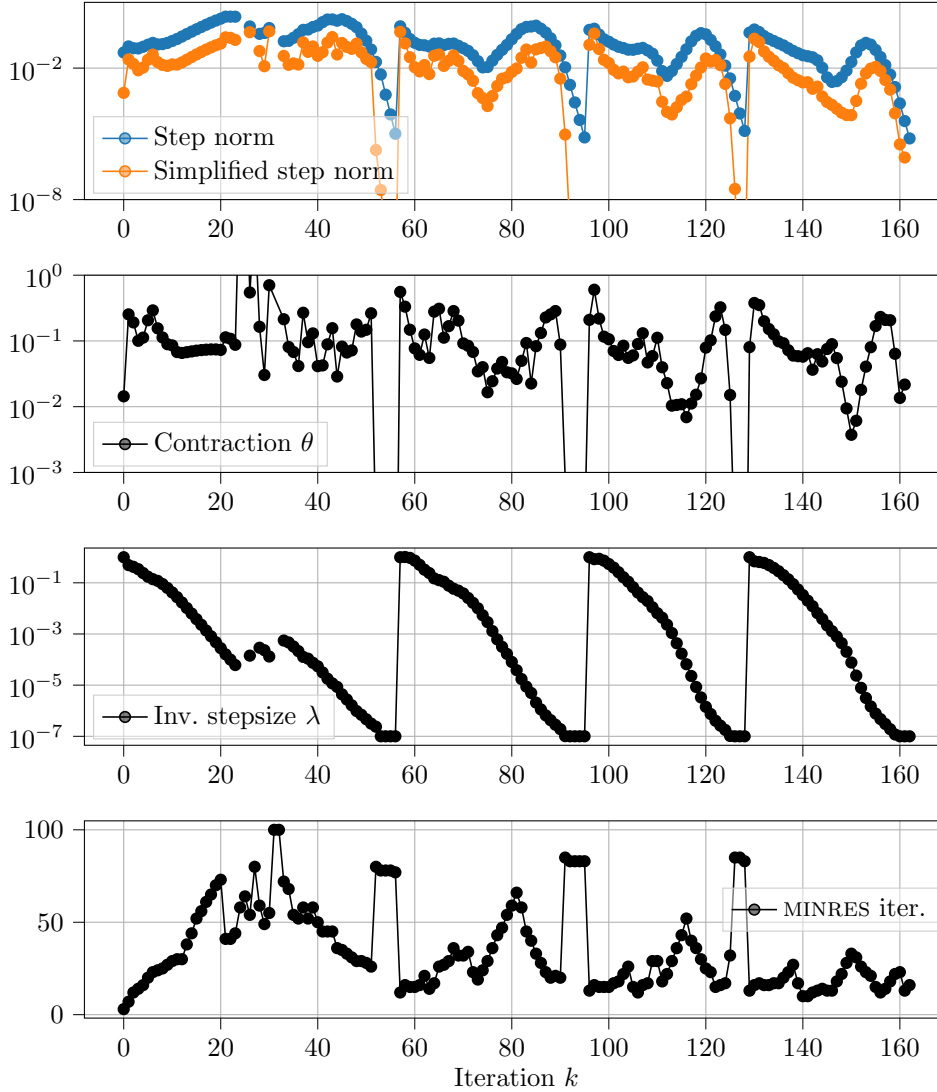 10⁻²
10⁻⁸
Step norm
Simplified step norm
0 20 40 60 80 100 120 140 160
10⁰
10⁻¹
10⁻²
10⁻³
Contraction θ
0 20 40 60 80 100 120 140 160
10⁻¹
10⁻³
10⁻⁵
10⁻⁷
Inv. stepsize λ
0 20 40 60 80 100 120 140 160
100
50
0
MINRES iter.
0 20 40 60 80 100 120 140 160
Iteration k